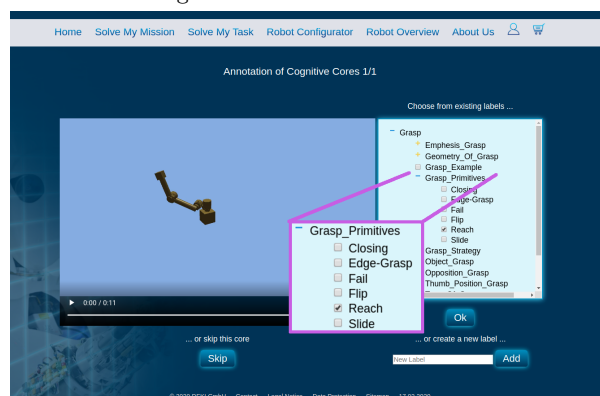 Home Solve My Mission Solve My Task Robot Configurator Robot Overview About Us
Annotation of Cognitive Cores 1/1
Choose from existing labels ...
Grasp
Emphesis_Grasp
Geometry_Of_Grasp
Grasp_Example
Grasp_Primitives
Closing
Edge-Grasp
Fail
Flip
Reach
Slide
Grasp_Strategy
Object_Grasp
Opposition_Grasp
Thumb_Position_Grasp
Grasp_Primitives
Closing
Edge-Grasp
Fail
Flip
Reach
Slide
0:00 / 0:11
Ok
... or skip this core
... or create a new label ...
Skip
New Label
Add